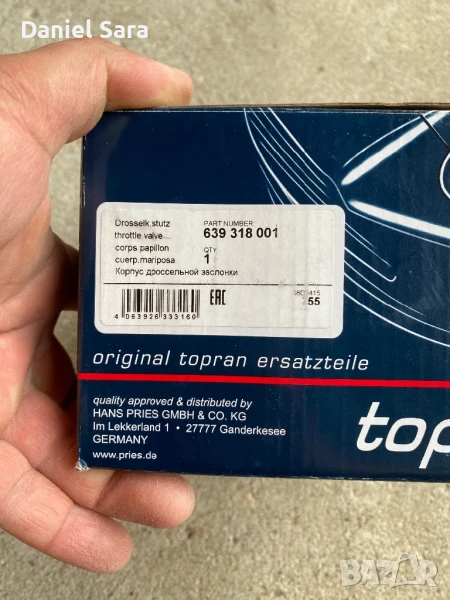 Daniel Sara
Drosselk.stutz
throttle valve
corps papillon
cuerp.mariposa
Корпус дроссельной заслонки
PART NUMBER
639 318 001
QTY
1
4 063926 333160
EAC
55
original topran ersatzteile
quality approved & distributed by
HANS PRIES GMBH & CO. KG
Im Lekkerland 1 • 27777 Ganderkesee
GERMANY
www.pries.de
top
BAZAR